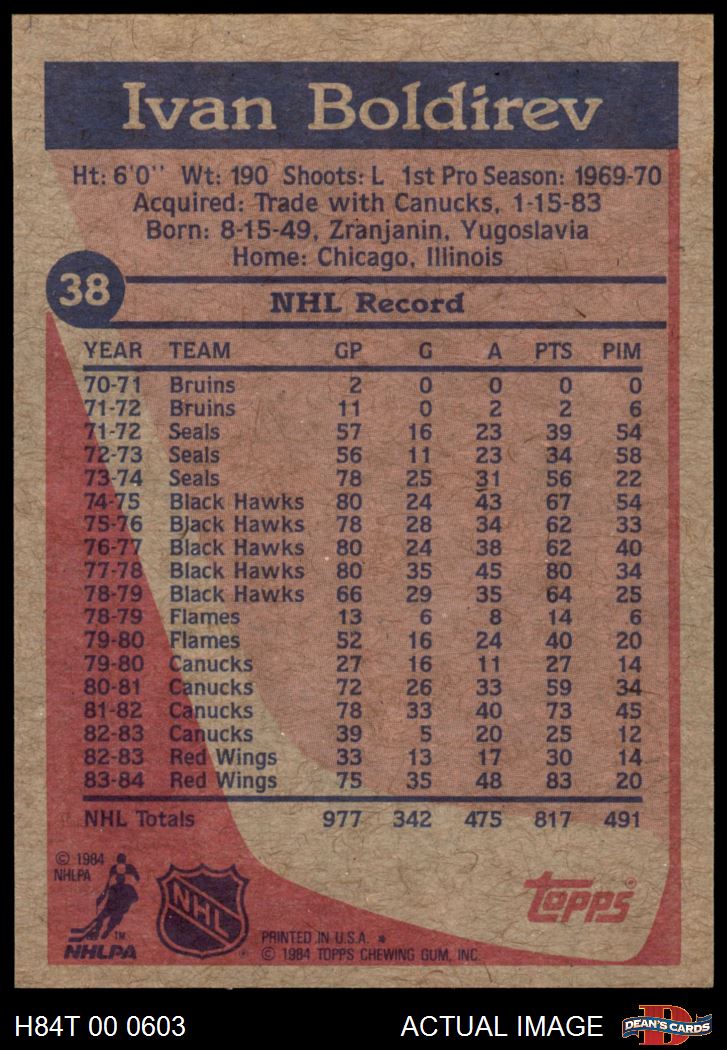 Ivan Boldirev
Ht: 6'0'' Wt: 190 Shoots: L 1st Pro Season: 1969-70
Acquired: Trade with Canucks, 1-15-83
Born: 8-15-49, Zranjanin, Yugoslavia
Home: Chicago, Illinois
38
NHL Record
YEAR TEAM GP G A PTS PIM
70-71 Bruins 2 0 0 0 0
71-72 Bruins 11 0 2 2 6
71-72 Seals 57 16 23 39 54
72-73 Seals 56 11 23 34 58
73-74 Seals 78 25 31 56 22
74-75 Black Hawks 80 24 43 67 54
75-76 Black Hawks 78 28 34 62 33
76-77 Black Hawks 80 24 38 62 40
77-78 Black Hawks 80 35 45 80 34
78-79 Black Hawks 66 29 35 64 25
78-79 Flames 13 6 8 14 6
79-80 Flames 52 16 24 40 20
79-80 Canucks 27 16 11 27 14
80-81 Canucks 72 26 33 59 34
81-82 Canucks 78 33 40 73 45
82-83 Canucks 39 5 20 25 12
82-83 Red Wings 33 13 17 30 14
83-84 Red Wings 75 35 48 83 20
NHL Totals 977 342 475 817 491
© 1984
NHLPA
TM
NHLPA
NHL
®
topps®
PRINTED IN U.S.A. *
© 1984 TOPPS CHEWING GUM, INC.
H84T 00 0603
ACTUAL IMAGE
D
DEAN'S CARDS